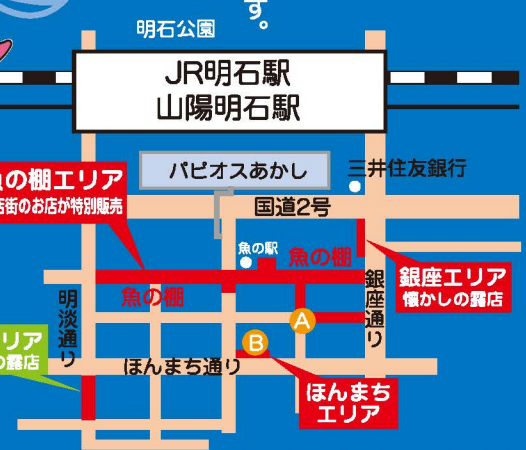 す。
明石公園
JR明石駅
山陽明石駅
パピオスあかし
三井住友銀行
の棚エリア
街のお店が特別販売
国道2号
魚の駅
魚の棚
魚の棚
銀座エリア
懐かしの露店
明淡通り
銀座通り
A
B
リア
の露店
ほんまち通り
ほんまち
エリア